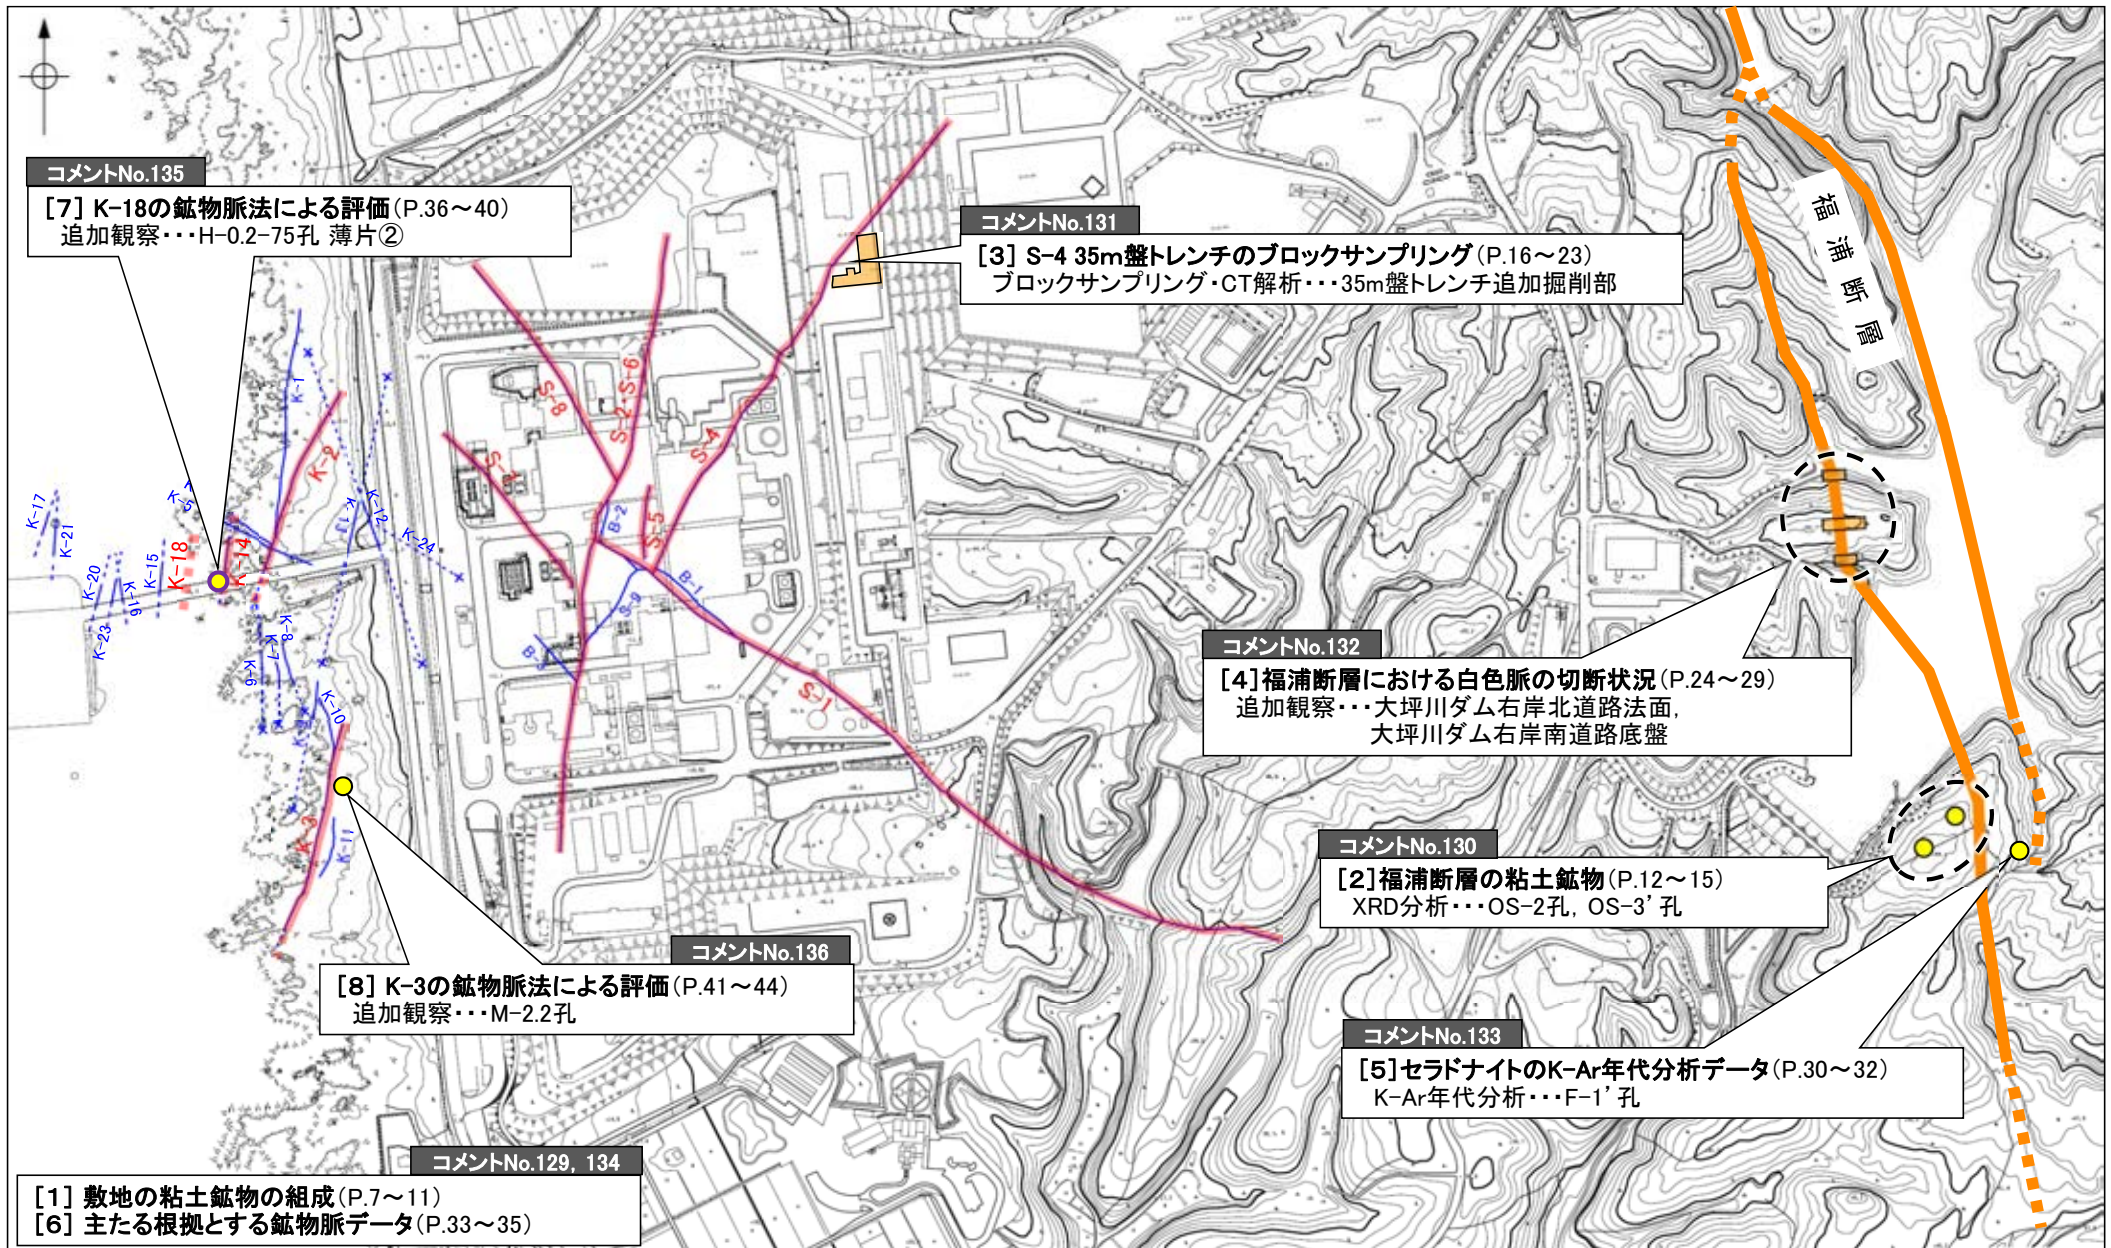 コメントNo.135
[7] K-18の鉱物脈法による評価(P.36～40)
追加観察･･･H-0.2-75孔 薄片②
コメントNo.131
[3] S-4 35m盤トレンチのブロックサンプリング(P.16～23)
ブロックサンプリング・CT解析･･･35m盤トレンチ追加掘削部
福浦断層
S-8
S-2・S-6
S-4
S-7
S-5
B-2
B-1
S-9
B-3
S-1
K-1
K-2
K-17
K-21
K-5
K-12
K-13
K-24
K-18
K-14
K-15
K-20
K-16
K-23
K-8
K-7
K-6
K-10
K-3
K-11
コメントNo.132
[4]福浦断層における白色脈の切断状況(P.24～29)
追加観察･･･大坪川ダム右岸北道路法面,
大坪川ダム右岸南道路底盤
コメントNo.130
[2]福浦断層の粘土鉱物(P.12～15)
XRD分析･･･OS-2孔, OS-3’孔
コメントNo.136
[8] K-3の鉱物脈法による評価(P.41～44)
追加観察･･･M-2.2孔
コメントNo.133
[5]セラドナイトのK-Ar年代分析データ(P.30～32)
K-Ar年代分析･･･F-1’孔
コメントNo.129, 134
[1] 敷地の粘土鉱物の組成(P.7～11)
[6] 主たる根拠とする鉱物脈データ(P.33～35)